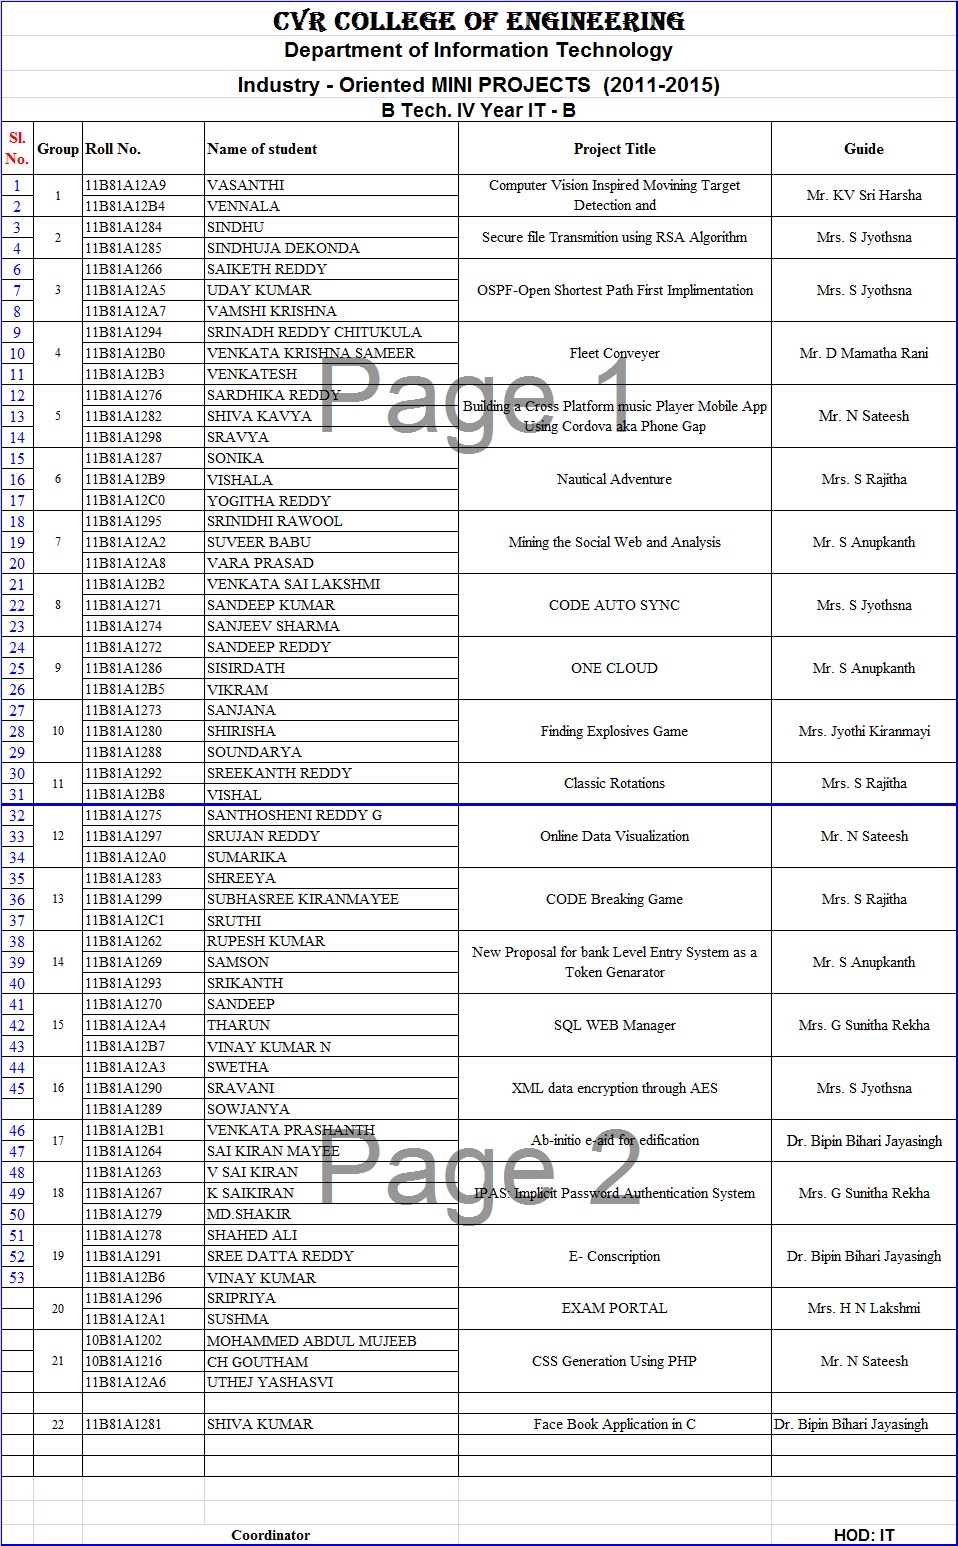 CVR COLLEGE OF ENGINEERING
Department of Information Technology
Industry - Oriented MINI PROJECTS (2011-2015)
B Tech. IV Year IT - B
Sl. No. Group Roll No. Name of student Project Title Guide
1 1 11B81A12A9 VASANTHI Computer Vision Inspired Movining Target Detection and Mr. KV Sri Harsha
2 11B81A12B4 VENNALA
3 2 11B81A1284 SINDHU Secure file Transmition using RSA Algorithm Mrs. S Jyothsna
4 11B81A1285 SINDHUJA DEKONDA
6 3 11B81A1266 SAIKETH REDDY OSPF-Open Shortest Path First Implimentation Mrs. S Jyothsna
7 11B81A12A5 UDAY KUMAR
8 11B81A12A7 VAMSHI KRISHNA
9 4 11B81A1294 SRINADH REDDY CHITUKULA Fleet Conveyer Mr. D Mamatha Rani
10 11B81A12B0 VENKATA KRISHNA SAMEER
11 11B81A12B3 VENKATESH
Page 1
12 5 11B81A1276 SARDHIKA REDDY Building a Cross Platform music Player Mobile App Using Cordova aka Phone Gap Mr. N Sateesh
13 11B81A1282 SHIVA KAVYA
14 11B81A1298 SRAVYA
15 6 11B81A1287 SONIKA Nautical Adventure Mrs. S Rajitha
16 11B81A12B9 VISHALA
17 11B81A12C0 YOGITHA REDDY
18 7 11B81A1295 SRINIDHI RAWOOL Mining the Social Web and Analysis Mr. S Anupkanth
19 11B81A12A2 SUVEER BABU
20 11B81A12A8 VARA PRASAD
21 8 11B81A12B2 VENKATA SAI LAKSHMI CODE AUTO SYNC Mrs. S Jyothsna
22 11B81A1271 SANDEEP KUMAR
23 11B81A1274 SANJEEV SHARMA
24 9 11B81A1272 SANDEEP REDDY ONE CLOUD Mr. S Anupkanth
25 11B81A1286 SISIRDATH
26 11B81A12B5 VIKRAM
27 10 11B81A1273 SANJANA Finding Explosives Game Mrs. Jyothi Kiranmayi
28 11B81A1280 SHIRISHA
29 11B81A1288 SOUNDARYA
30 11 11B81A1292 SREEKANTH REDDY Classic Rotations Mrs. S Rajitha
31 11B81A12B8 VISHAL
32 12 11B81A1275 SANTHOSHENI REDDY G Online Data Visualization Mr. N Sateesh
33 11B81A1297 SRUJAN REDDY
34 11B81A12A0 SUMARIKA
35 13 11B81A1283 SHREEYA CODE Breaking Game Mrs. S Rajitha
36 11B81A1299 SUBHASREE KIRANMAYEE
37 11B81A12C1 SRUTHI
38 14 11B81A1262 RUPESH KUMAR New Proposal for bank Level Entry System as a Token Genarator Mr. S Anupkanth
39 11B81A1269 SAMSON
40 11B81A1293 SRIKANTH
41 15 11B81A1270 SANDEEP SQL WEB Manager Mrs. G Sunitha Rekha
42 11B81A12A4 THARUN
43 11B81A12B7 VINAY KUMAR N
44 16 11B81A12A3 SWETHA XML data encryption through AES Mrs. S Jyothsna
45 11B81A1290 SRAVANI
11B81A1289 SOWJANYA
46 17 11B81A12B1 VENKATA PRASHANTH Ab-initio e-aid for edification Dr. Bipin Bihari Jayasingh
47 11B81A1264 SAI KIRAN MAYEE
Page 2
48 18 11B81A1263 V SAI KIRAN IPAS: Implicit Password Authentication System Mrs. G Sunitha Rekha
49 11B81A1267 K SAIKIRAN
50 11B81A1279 MD.SHAKIR
51 19 11B81A1278 SHAHED ALI E- Conscription Dr. Bipin Bihari Jayasingh
52 11B81A1291 SREE DATTA REDDY
53 11B81A12B6 VINAY KUMAR
20 11B81A1296 SRIPRIYA EXAM PORTAL Mrs. H N Lakshmi
11B81A12A1 SUSHMA
21 10B81A1202 MOHAMMED ABDUL MUJEEB CSS Generation Using PHP Mr. N Sateesh
10B81A1216 CH GOUTHAM
11B81A12A6 UTHEJ YASHASVI
22 11B81A1281 SHIVA KUMAR Face Book Application in C Dr. Bipin Bihari Jayasingh
Coordinator HOD: IT